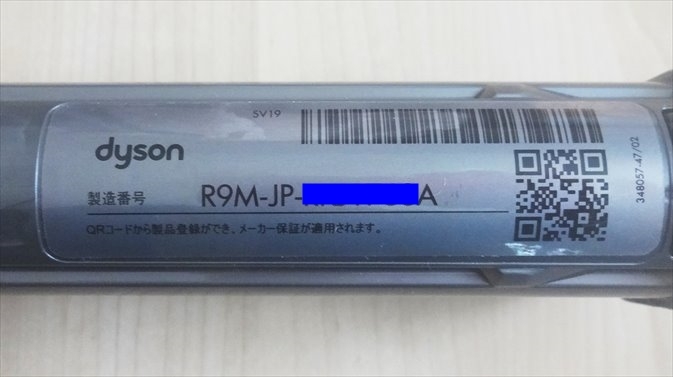 SV19
dyson
製造番号 R9M-JP-
QRコードから製品登録ができ、メーカー保証が適用されます。
348057-47/02